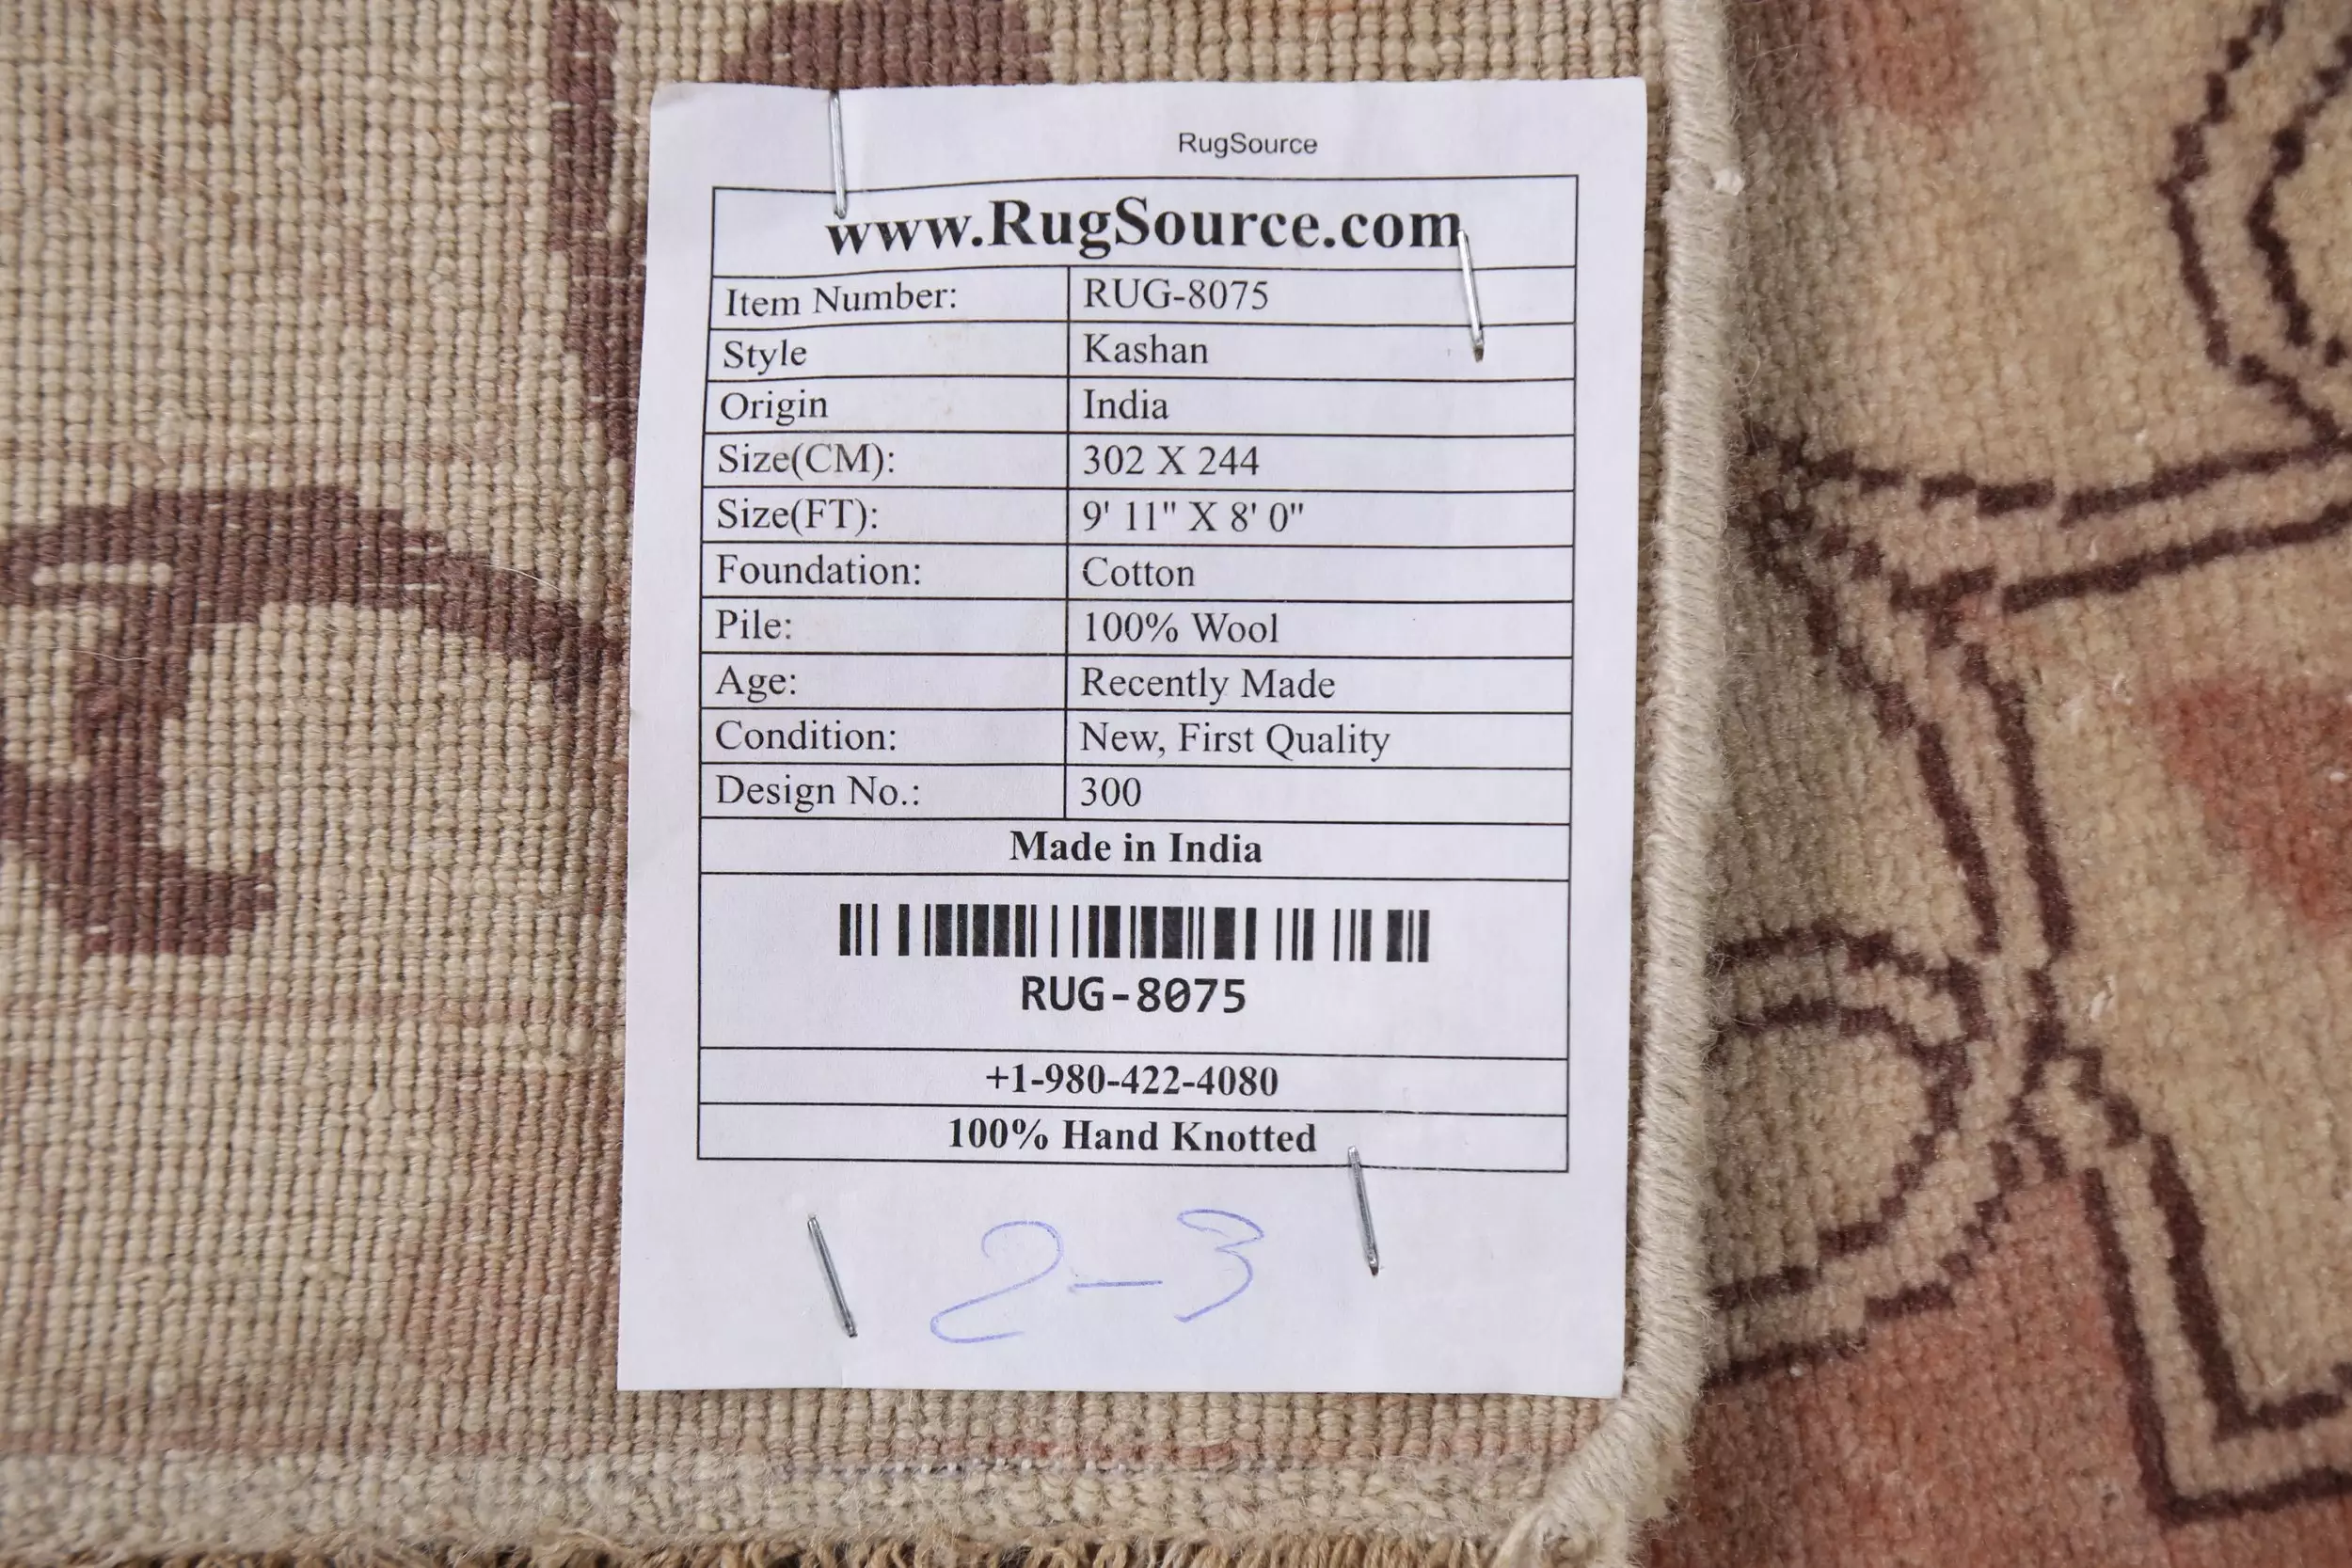 RugSource
www.RugSource.com
Item Number: RUG-8075
Style Kashan
Origin India
Size(CM): 302 X 244
Size(FT): 9' 11" X 8' 0"
Foundation: Cotton
Pile: 100% Wool
Age: Recently Made
Condition: New, First Quality
Design No.: 300
Made in India
RUG-8075
+1-980-422-4080
100% Hand Knotted
2-3